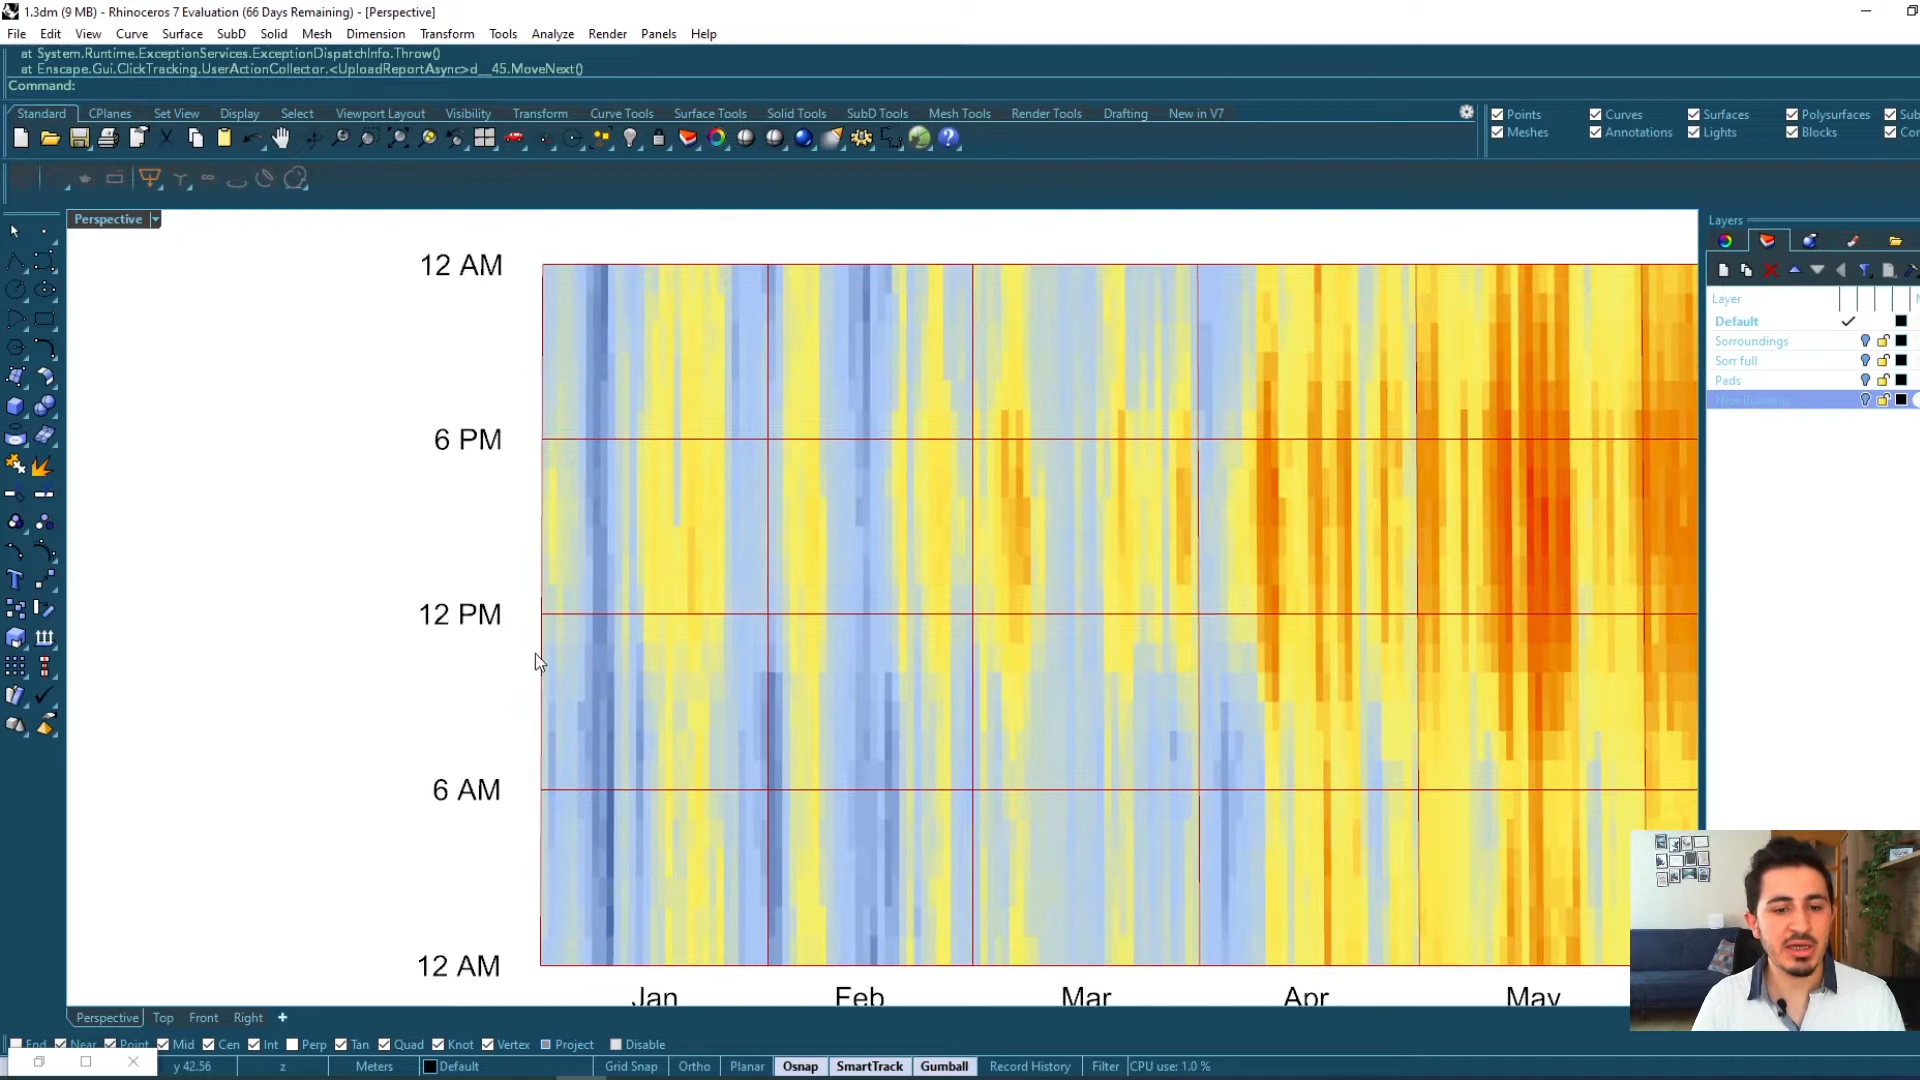 1.3dm (9 MB) - Rhinoceros 7 Evaluation (66 Days Remaining) - [Perspective]
File Edit View Curve Surface SubD Solid Mesh Dimension Transform Tools Analyze Render Panels Help
at System.Runtime.ExceptionServices.ExceptionDispatchInfo.Throw()
at Enscape.Gui.ClickTracking.UserActionCollector.<UploadReportAsync>d__45.MoveNext()
Command:
Standard CPlanes Set View Display Select Viewport Layout Visibility Transform Curve Tools Surface Tools Solid Tools SubD Tools Mesh Tools Render Tools Drafting New in V7
Points Curves Surfaces Polysurfaces
Meshes Annotations Lights Blocks
Perspective
Layers
Layer
Default
Sorroundings
Sorr full
Pads
12 AM
6 PM
12 PM
6 AM
12 AM
Jan Feb Mar Apr May
Perspective Top Front Right
End Near Point Mid Cen Int Perp Tan Quad Knot Vertex Project Disable
y 42.56 z Meters Default Grid Snap Ortho Planar Osnap SmartTrack Gumball Record History Filter CPU use: 1.0 %